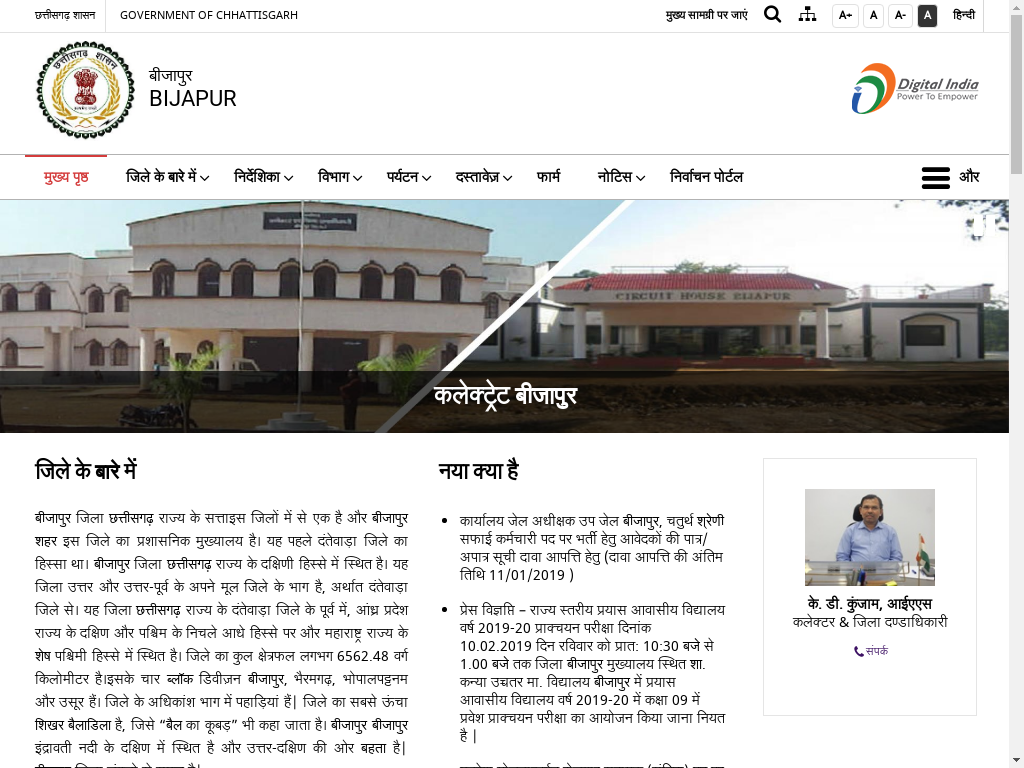 छत्तीसगढ़ शासन
GOVERNMENT OF CHHATTISGARH
मुख्य सामग्री पर जाएं
A+
A
A-
A
हिन्दी
छत्तीसगढ़ शासन
बीजापुर
BIJAPUR
Digital India
Power To Empower
मुख्य पृष्ठ
जिले के बारे में
निर्देशिका
विभाग
पर्यटन
दस्तावेज़
फार्म
नोटिस
निर्वाचन पोर्टल
और
CIRCUIT HOUSE BIJAPUR
कलेक्ट्रेट बीजापुर
जिले के बारे में
बीजापुर जिला छत्तीसगढ़ राज्य के सत्ताइस जिलों में से एक है और बीजापुर
शहर इस जिले का प्रशासनिक मुख्यालय है। यह पहले दंतेवाड़ा जिले का
हिस्सा था। बीजापुर जिला छत्तीसगढ़ राज्य के दक्षिणी हिस्से में स्थित है। यह
जिला उत्तर और उत्तर-पूर्व के अपने मूल जिले के भाग है, अर्थात दंतेवाड़ा
जिले से। यह जिला छत्तीसगढ़ राज्य के दंतेवाड़ा जिले के पूर्व में, आंध्र प्रदेश
राज्य के दक्षिण और पश्चिम के निचले आधे हिस्से पर और महाराष्ट्र राज्य के
शेष पश्चिमी हिस्से में स्थित है। जिले का कुल क्षेत्रफल लगभग 6562.48 वर्ग
किलोमीटर है।इसके चार ब्लॉक डिवीज़न बीजापुर, भैरमगढ़, भोपालपट्टनम
और उसूर हैं। जिले के अधिकांश भाग में पहाड़ियां हैं| जिले का सबसे ऊंचा
शिखर बैलाडिला है, जिसे “बैल का कूबड़” भी कहा जाता है। बीजापुर बीजापुर
इंद्रावती नदी के दक्षिण में स्थित है और उत्तर-दक्षिण की ओर बहता है|
नया क्या है
कार्यालय जेल अधीक्षक उप जेल बीजापुर, चतुर्थ श्रेणी
सफाई कर्मचारी पद पर भर्ती हेतु आवेदकों की पात्र/
अपात्र सूची दावा आपत्ति हेतु (दावा आपत्ति की अंतिम
तिथि 11/01/2019 )
प्रेस विज्ञप्ति – राज्य स्तरीय प्रयास आवासीय विद्यालय
वर्ष 2019-20 प्राक्चयन परीक्षा दिनांक
10.02.2019 दिन रविवार को प्रात: 10:30 बजे से
1.00 बजे तक जिला बीजापुर मुख्यालय स्थित शा.
कन्या उच्चतर मा. विद्यालय बीजापुर में प्रयास
आवासीय विद्यालय वर्ष 2019-20 में कक्षा 09 में
प्रवेश प्राक्चयन परीक्षा का आयोजन किया जाना नियत
है |
के. डी. कुंजाम, आईएएस
कलेक्टर & जिला दण्डाधिकारी
संपर्क